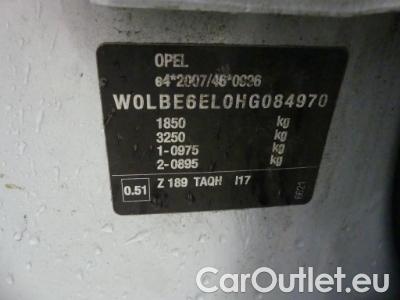 OPEL
e4*2007/46*0996
W0LBE6EL0HG084970
1850 kg
3250 kg
1-0975 kg
2-0895 kg
0.51 Z 189 TAQH I17
CarOutlet.eu